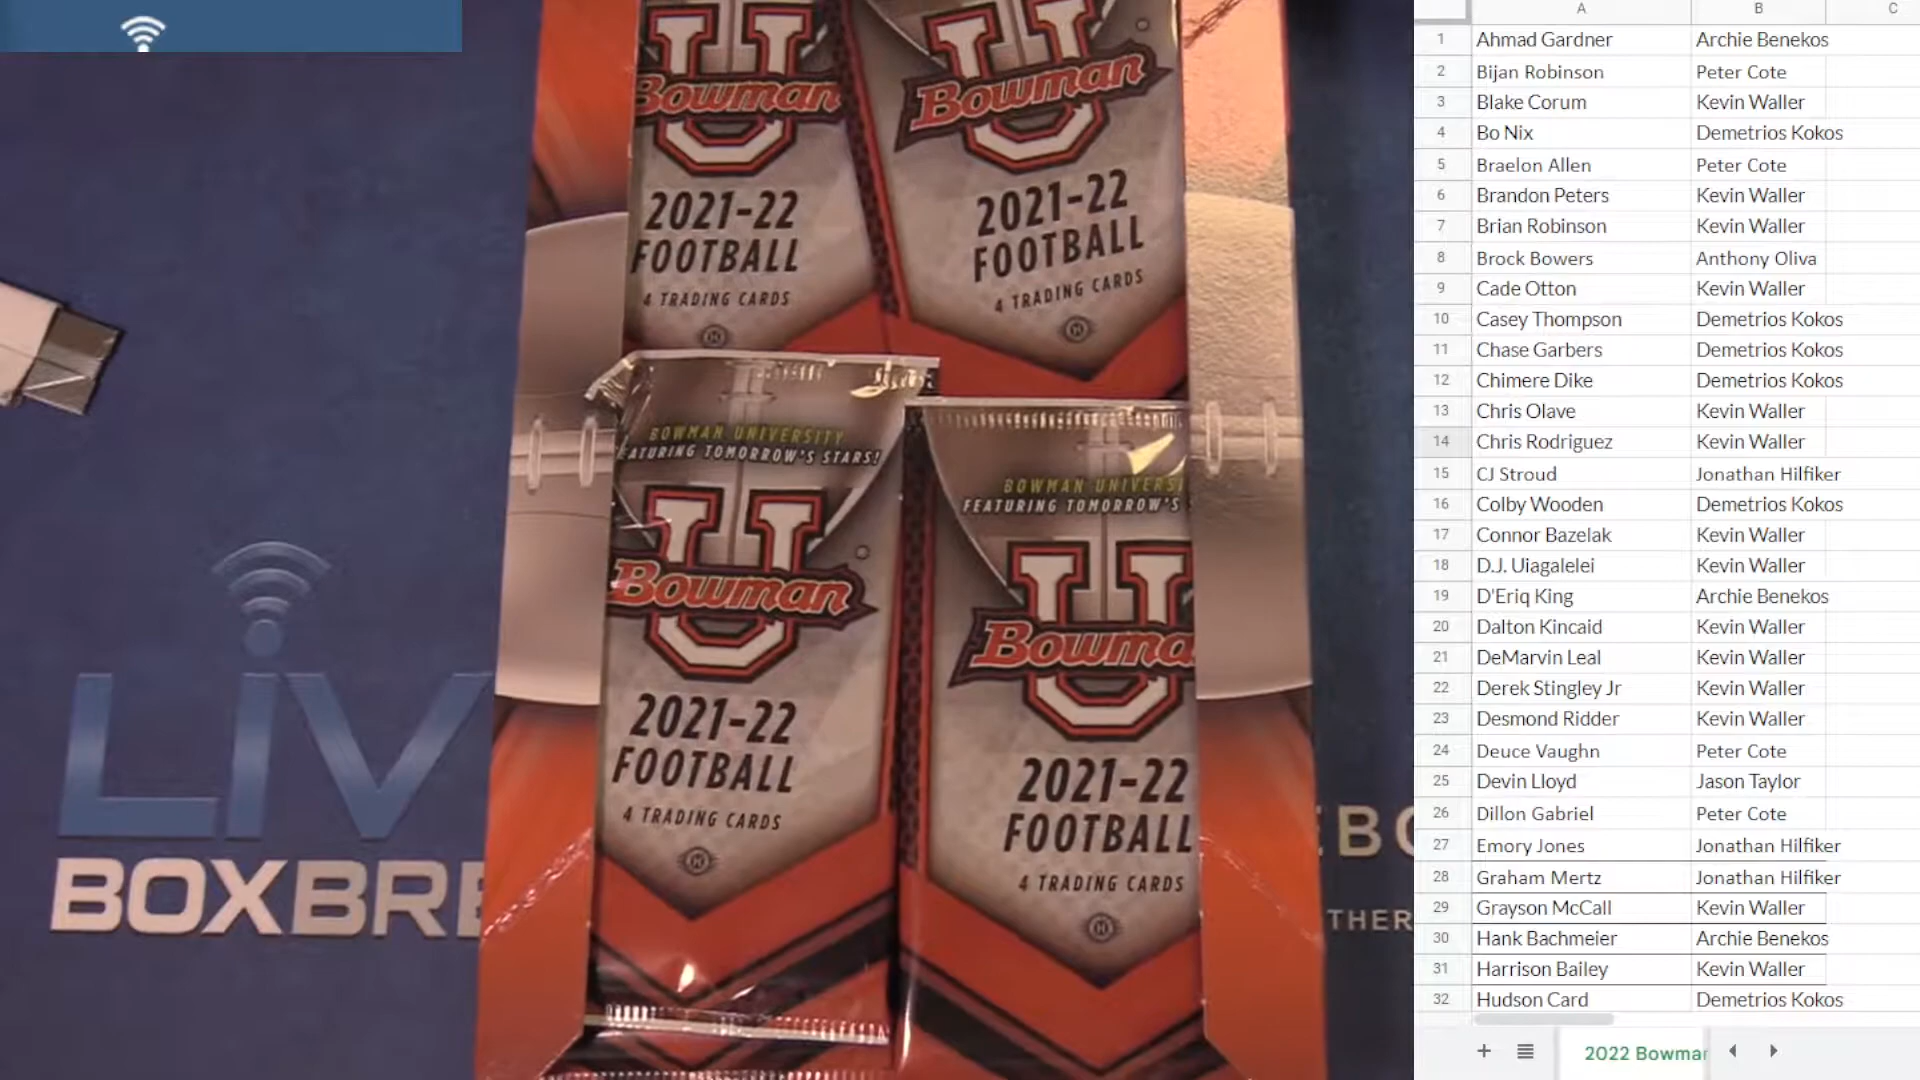 U
Bowman
2021-22
FOOTBALL
4 TRADING CARDS
U
Bowman
2021-22
FOOTBALL
4 TRADING CARDS
BOWMAN UNIVERSITY
EATURING TOMORROW'S STARS!
U
Bowman
2021-22
FOOTBALL
4 TRADING CARDS
BOWMAN UNIVERSI
FEATURING TOMORROW'S S
U
Bowma
2021-22
FOOTBALL
4 TRADING CARDS
LIV
BOXBRE
EBO
THER
A B C
1 Ahmad Gardner Archie Benekos
2 Bijan Robinson Peter Cote
3 Blake Corum Kevin Waller
4 Bo Nix Demetrios Kokos
5 Braelon Allen Peter Cote
6 Brandon Peters Kevin Waller
7 Brian Robinson Kevin Waller
8 Brock Bowers Anthony Oliva
9 Cade Otton Kevin Waller
10 Casey Thompson Demetrios Kokos
11 Chase Garbers Demetrios Kokos
12 Chimere Dike Demetrios Kokos
13 Chris Olave Kevin Waller
14 Chris Rodriguez Kevin Waller
15 CJ Stroud Jonathan Hilfiker
16 Colby Wooden Demetrios Kokos
17 Connor Bazelak Kevin Waller
18 D.J. Uiagalelei Kevin Waller
19 D'Eriq King Archie Benekos
20 Dalton Kincaid Kevin Waller
21 DeMarvin Leal Kevin Waller
22 Derek Stingley Jr Kevin Waller
23 Desmond Ridder Kevin Waller
24 Deuce Vaughn Peter Cote
25 Devin Lloyd Jason Taylor
26 Dillon Gabriel Peter Cote
27 Emory Jones Jonathan Hilfiker
28 Graham Mertz Jonathan Hilfiker
29 Grayson McCall Kevin Waller
30 Hank Bachmeier Archie Benekos
31 Harrison Bailey Kevin Waller
32 Hudson Card Demetrios Kokos
2022 Bowmar